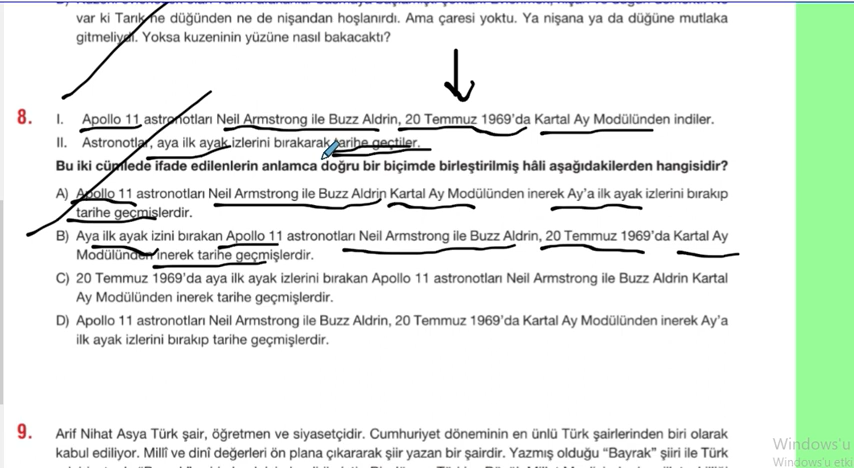 var ki Tarık ne düğünden ne de nişandan hoşlanırdı. Ama çaresi yoktu. Ya nişana ya da düğüne mutlaka
gitmeliydi. Yoksa kuzeninin yüzüne nasıl bakacaktı?
8. I. Apollo 11 astronotları Neil Armstrong ile Buzz Aldrin, 20 Temmuz 1969'da Kartal Ay Modülünden indiler.
II. Astronotlar, aya ilk ayak izlerini bırakarak tarihe geçtiler.
Bu iki cümlede ifade edilenlerin anlamca doğru bir biçimde birleştirilmiş hâli aşağıdakilerden hangisidir?
A) Apollo 11 astronotları Neil Armstrong ile Buzz Aldrin Kartal Ay Modülünden inerek Ay'a ilk ayak izlerini bırakıp
tarihe geçmişlerdir.
B) Aya ilk ayak izini bırakan Apollo 11 astronotları Neil Armstrong ile Buzz Aldrin, 20 Temmuz 1969'da Kartal Ay
Modülünden inerek tarihe geçmişlerdir.
C) 20 Temmuz 1969'da aya ilk ayak izlerini bırakan Apollo 11 astronotları Neil Armstrong ile Buzz Aldrin Kartal
Ay Modülünden inerek tarihe geçmişlerdir.
D) Apollo 11 astronotları Neil Armstrong ile Buzz Aldrin, 20 Temmuz 1969'da Kartal Ay Modülünden inerek Ay'a
ilk ayak izlerini bırakıp tarihe geçmişlerdir.
9. Arif Nihat Asya Türk şair, öğretmen ve siyasetçidir. Cumhuriyet döneminin en ünlü Türk şairlerinden biri olarak
kabul ediliyor. Millî ve dinî değerleri ön plana çıkararak şiir yazan bir şairdir. Yazmış olduğu "Bayrak" şiiri ile Türk
Windows'u
Windows'u etki